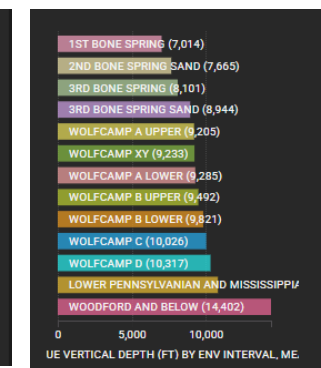 1ST BONE SPRING (7,014)
2ND BONE SPRING SAND (7,665)
3RD BONE SPRING (8,101)
3RD BONE SPRING SAND (8,944)
WOLFCAMP A UPPER (9,205)
WOLFCAMP XY (9,233)
WOLFCAMP A LOWER (9,285)
WOLFCAMP B UPPER (9,492)
WOLFCAMP B LOWER (9,821)
WOLFCAMP C (10,026)
WOLFCAMP D (10,317)
LOWER PENNSYLVANIAN AND MISSISSIPPIA
WOODFORD AND BELOW (14,402)
0 5,000 10,000
UE VERTICAL DEPTH (FT) BY ENV INTERVAL, ME